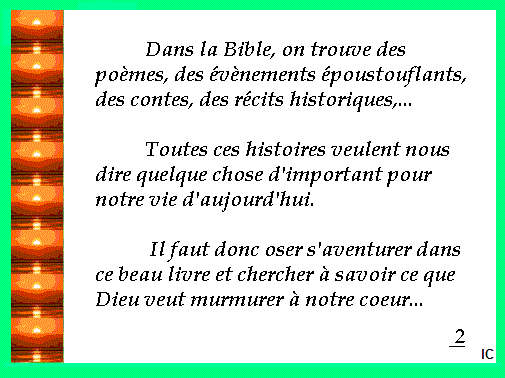 Dans la Bible, on trouve des
poèmes, des évènements époustouflants,
des contes, des récits historiques,...
Toutes ces histoires veulent nous
dire quelque chose d'important pour
notre vie d'aujourd'hui.
Il faut donc oser s'aventurer dans
ce beau livre et chercher à savoir ce que
Dieu veut murmurer à notre coeur...
2
IC